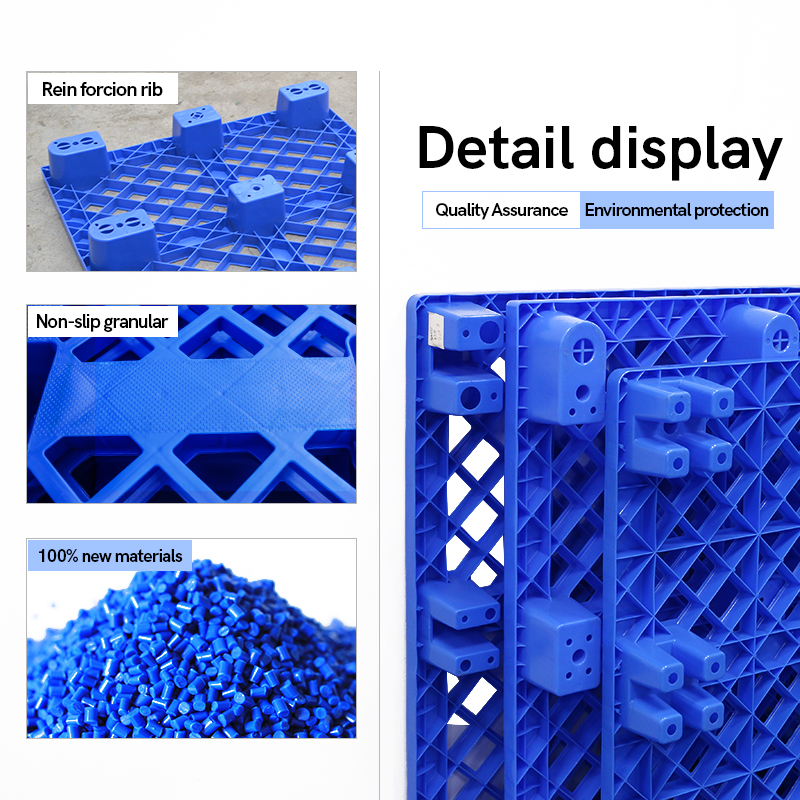 Rein forcion rib
Detail display
Quality Assurance
Environmental protection
Non-slip granular
100% new materials